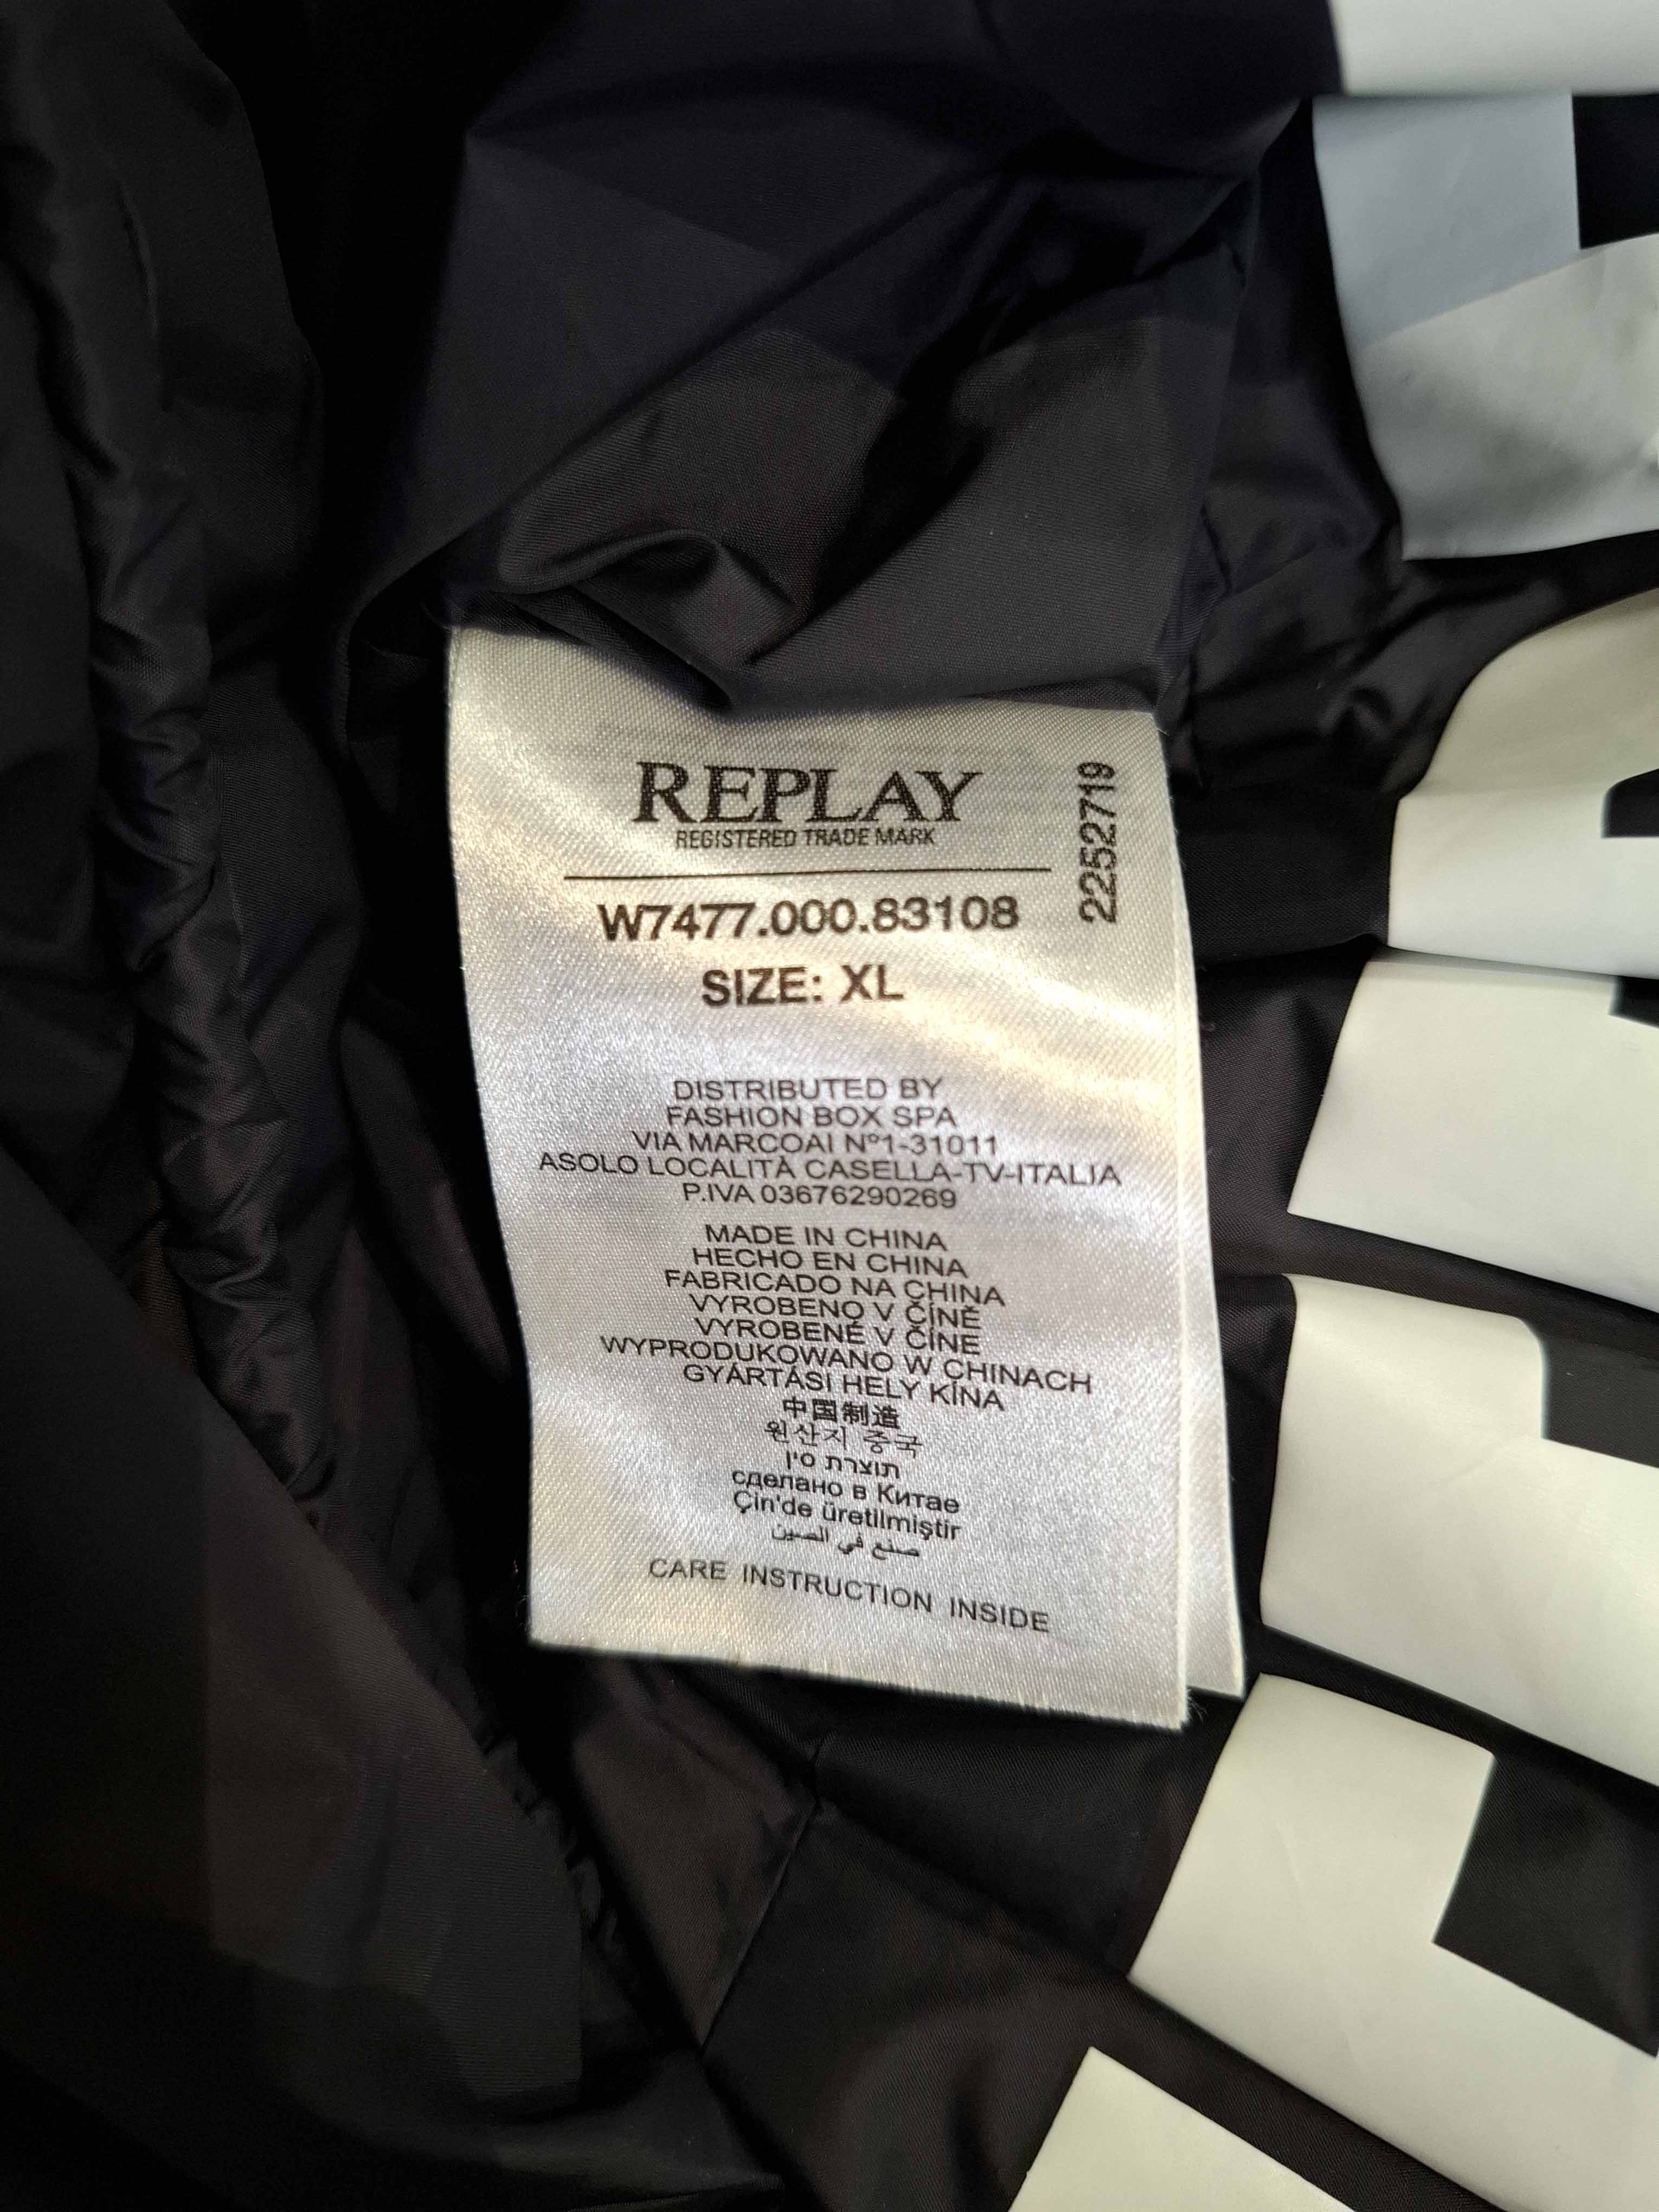 REPLAY
REGISTERED TRADE MARK
2252719
W7477.000.83108
SIZE: XL
DISTRIBUTED BY
FASHION BOX SPA
VIA MARCOAI Nº1-31011
ASOLO LOCALITÀ CASELLA-TV-ITALIA
P.IVA 03676290269
MADE IN CHINA
HECHO EN CHINA
FABRICADO NA CHINA
VYROBENO V ČÍNĚ
VYROBENÉ V ČÍNE
WYPRODUKOWANO W CHINACH
GYÁRTÁSI HELY KÍNA
中国制造
원산지 중국
תוצרת סין
сделано в Китае
Çin'de üretilmiştir
صنع في الصين
CARE INSTRUCTION INSIDE